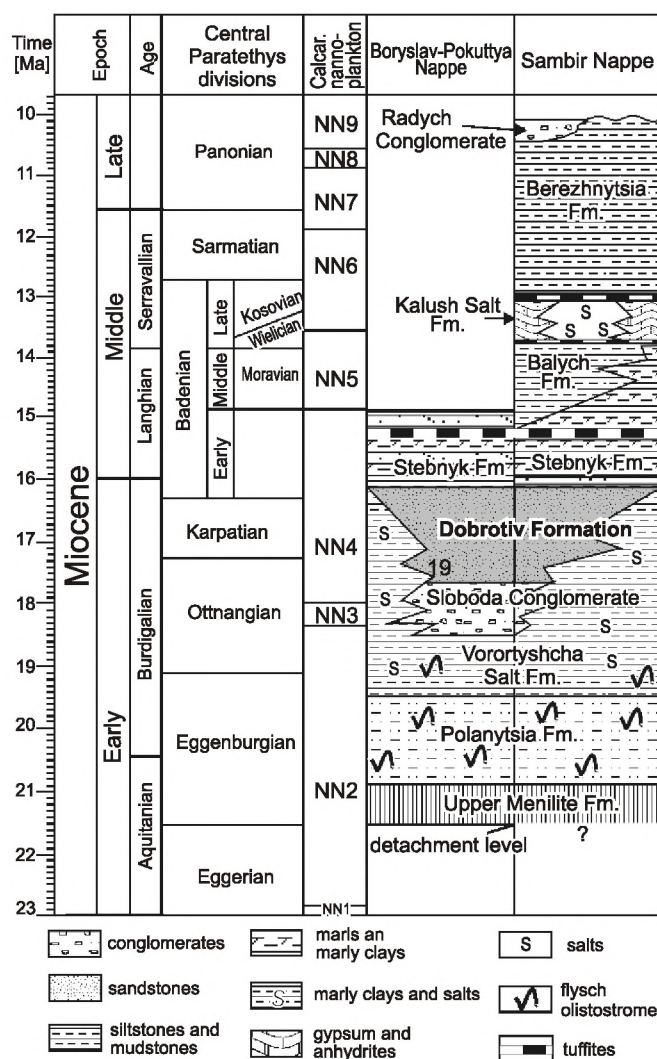 Time
[Ma]
Epoch
Age
Central
Paratethys
divisions
Calcar.
nanno-
plankton
Boryslav-Pokuttya
Nappe
Sambir Nappe
10
11
12
13
14
15
16
17
18
19
20
21
22
23
Miocene
Late
Middle
Early
Serravallian
Langhian
Burdigalian
Aquitanian
Panonian
Sarmatian
Badenian
Late
Middle
Early
Kosovian
Wielician
Moravian
Karpatian
Ottnangian
Eggenburgian
Eggerian
NN9
NN8
NN7
NN6
NN5
NN4
NN3
NN2
NN1
Radych
Conglomerate
Berezhnytsia
Fm.
Kalush Salt
Fm.
S
S S
Balych
Fm.
Stebnyk Fm
Stebnyk Fm
S
Dobrotiv Formation
S
19
Sloboda Conglomerate
S
S
Vorortyshcha
Salt Fm.
S
S
Polanytsia Fm.
Upper Menilite Fm.
detachment level
?
conglomerates
marls an
marly clays
S
salts
sandstones
S
marly clays and salts
flysch
olistostrome
siltstones and
mudstones
gypsum and
anhydrites
tuffites